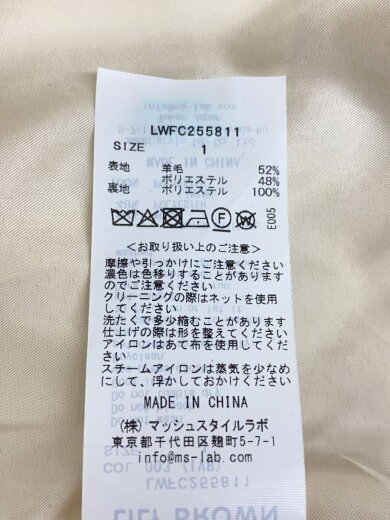 LWFC255811
SIZE 1
表地 羊毛 52%
ポリエステル 48%
裏地 ポリエステル 100%
E005
<お取り扱い上のご注意>
摩擦や引っかけにご注意ください
濃色は色移りすることがあります
のでご注意ください
クリーニングの際はネットを使用
してください
洗たくで多少縮むことがあります
仕上げの際は形を整えてください
アイロンはあて布を使用してくだ
さい
スチームアイロンは蒸気を少なめ
にして、浮かしておかけください
MADE IN CHINA
(株) マッシュスタイルラボ
東京都千代田区麹町5-7-1
info@ms-lab.com